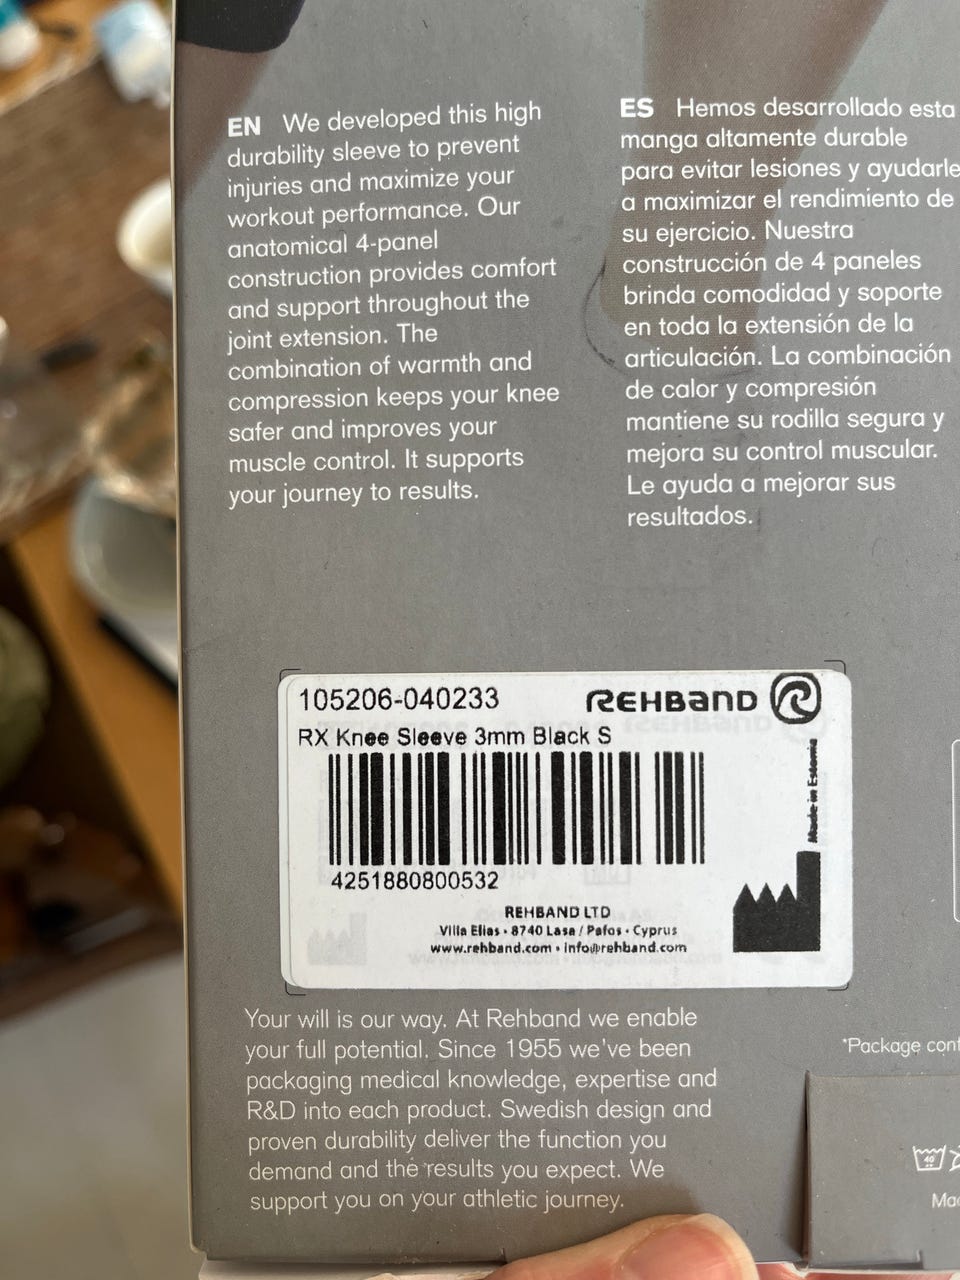 EN We developed this high
durability sleeve to prevent
injuries and maximize your
workout performance. Our
anatomical 4-panel
construction provides comfort
and support throughout the
joint extension. The
combination of warmth and
compression keeps your knee
safer and improves your
muscle control. It supports
your journey to results.
ES Hemos desarrollado esta
manga altamente durable
para evitar lesiones y ayudarle
a maximizar el rendimiento de
su ejercicio. Nuestra
construcción de 4 paneles
brinda comodidad y soporte
en toda la extensión de la
articulación. La combinación
de calor y compresión
mantiene su rodilla segura y
mejora su control muscular.
Le ayuda a mejorar sus
resultados.
105206-040233
REHBAND
RX Knee Sleeve 3mm Black S
Made in Estonia
4251880800532
REHBAND LTD
Villa Elias • 8740 Lasa / Pafos • Cyprus
www.rehband.com • info@rehband.com
Your will is our way. At Rehband we enable
your full potential. Since 1955 we've been
packaging medical knowledge, expertise and
R&D into each product. Swedish design and
proven durability deliver the function you
demand and the results you expect. We
support you on your athletic journey.
*Package
40